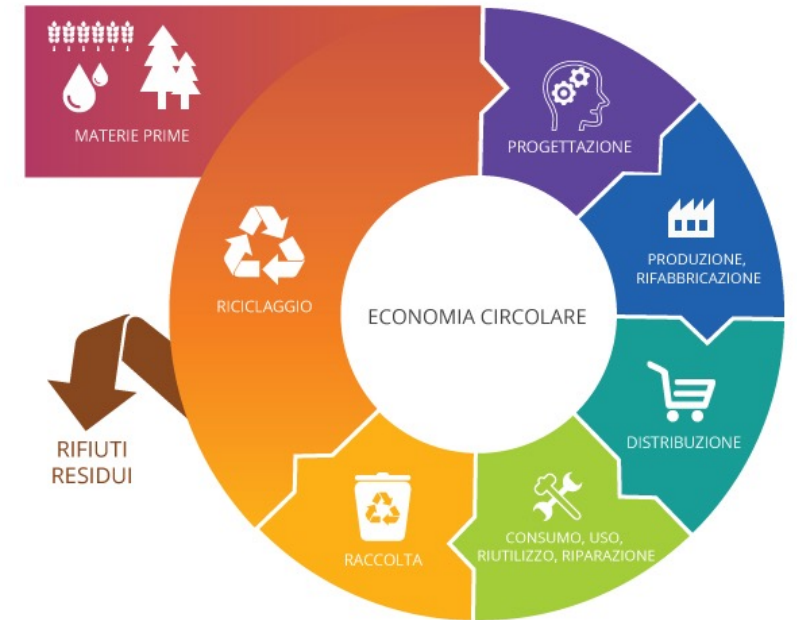 MATERIE PRIME
PROGETTAZIONE
PRODUZIONE,
RIFABBRICAZIONE
RICICLAGGIO
ECONOMIA CIRCOLARE
DISTRIBUZIONE
RIFIUTI
RESIDUI
CONSUMO, USO,
RIUTILIZZO, RIPARAZIONE
RACCOLTA